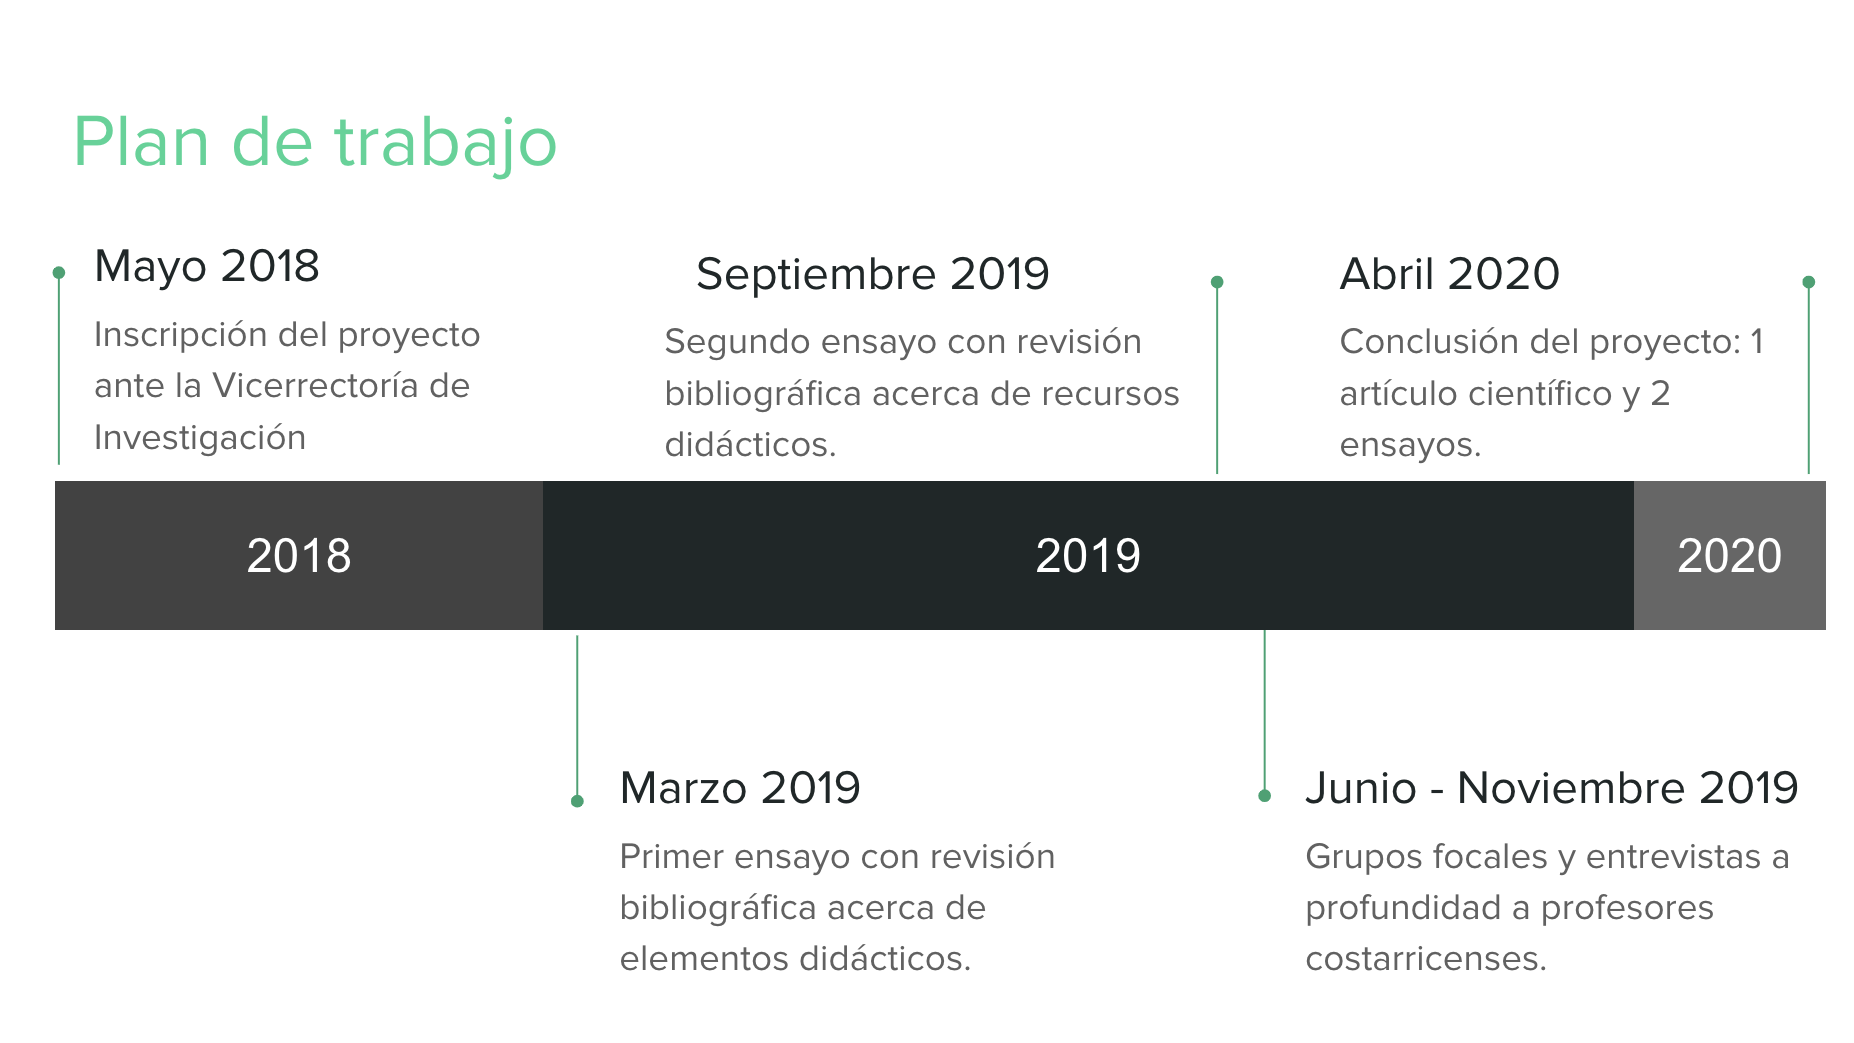 Plan de trabajo
Mayo 2018
Inscripción del proyecto
ante la Vicerrectoría de
Investigación
Septiembre 2019
Segundo ensayo con revisión
bibliográfica acerca de recursos
didácticos.
Abril 2020
Conclusión del proyecto: 1
artículo científico y 2
ensayos.
2018
2019
2020
Marzo 2019
Primer ensayo con revisión
bibliográfica acerca de
elementos didácticos.
Junio - Noviembre 2019
Grupos focales y entrevistas a
profundidad a profesores
costarricenses.